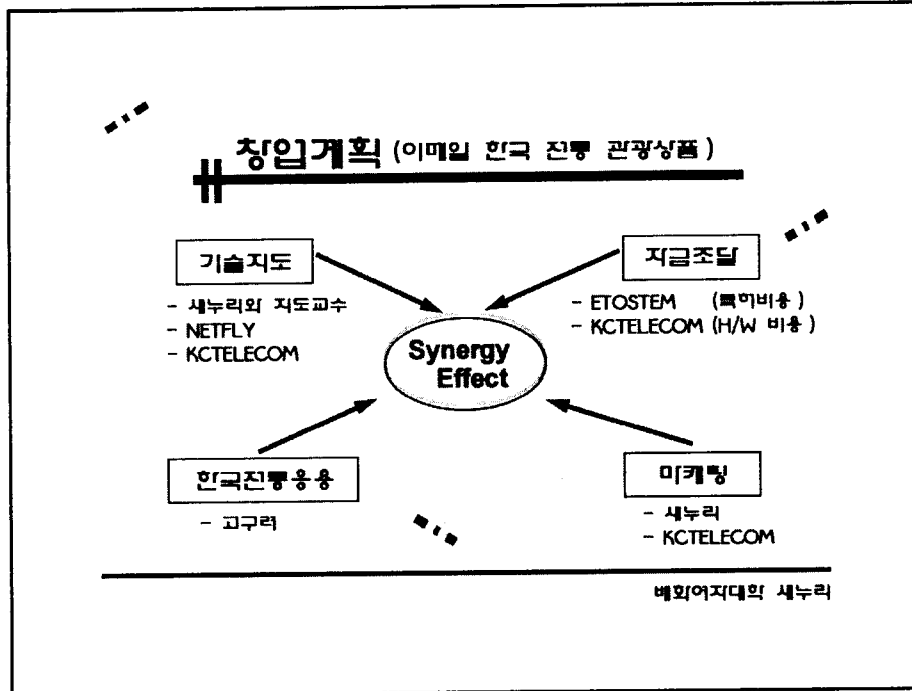 창업계획 (이메일 한국 전통 관광상품)
기술지도
- 새누리와 지도교수
- NETFLY
- KCTELECOM
자금조달
- ETOSTEM (특허비용)
- KCTELECOM (H/W 비용)
Synergy
Effect
한국전통응용
- 고구려
마케팅
- 새누리
- KCTELECOM
배화여자대학 새누리